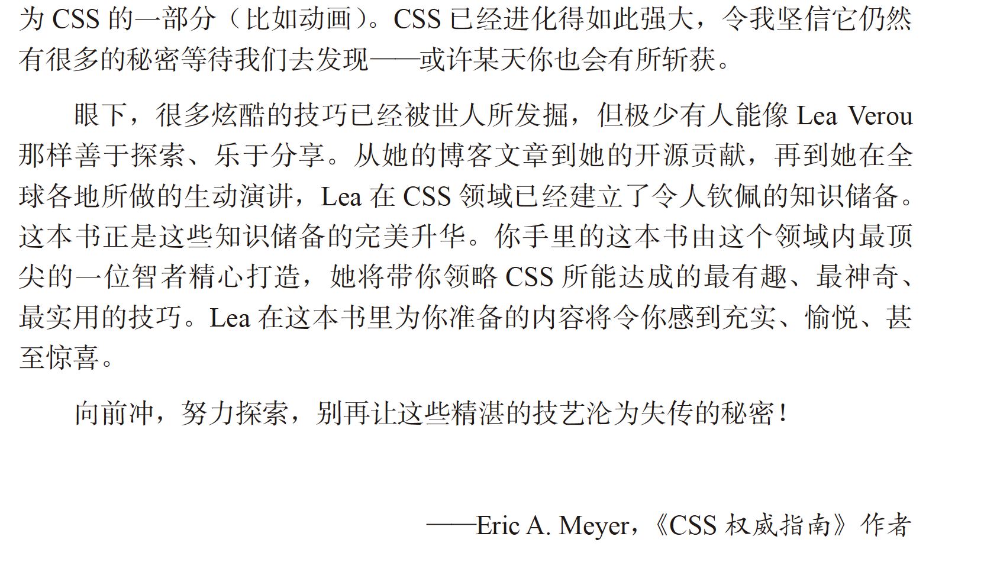 为 CSS 的一部分（比如动画）。CSS 已经进化得如此强大，令我坚信它仍然
有很多的秘密等待我们去发现——或许某天你也会有所斩获。
眼下，很多炫酷的技巧已经被世人所发掘，但极少有人能像 Lea Verou
那样善于探索、乐于分享。从她的博客文章到她的开源贡献，再到她在全
球各地所做的生动演讲，Lea 在 CSS 领域已经建立了令人钦佩的知识储备。
这本书正是这些知识储备的完美升华。你手里的这本书由这个领域内最顶
尖的一位智者精心打造，她将带你领略 CSS 所能达成的最有趣、最神奇、
最实用的技巧。Lea 在这本书里为你准备的内容将令你感到充实、愉悦、甚
至惊喜。
向前冲，努力探索，别再让这些精湛的技艺沦为失传的秘密！
——Eric A. Meyer，《CSS 权威指南》作者